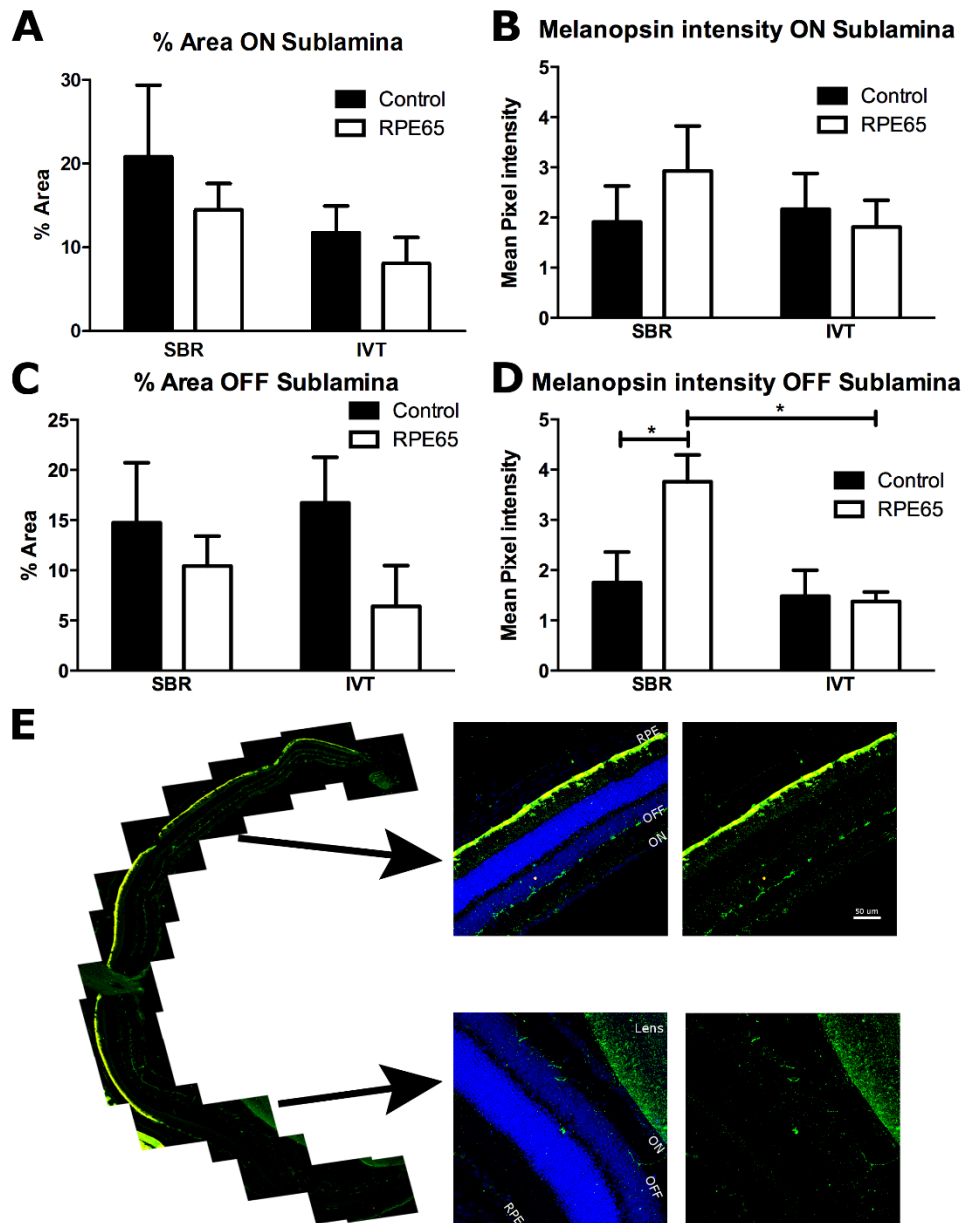 A
% Area ON Sublamina
30
20
10
0
% Area
Control
RPE65
SBR
IVT
B
Melanopsin intensity ON Sublamina
5
4
3
2
1
0
Mean Pixel intensity
Control
RPE65
SBR
IVT
C
% Area OFF Sublamina
25
20
15
10
5
0
% Area
Control
RPE65
SBR
IVT
D
Melanopsin intensity OFF Sublamina
5
4
3
2
1
0
Mean Pixel intensity
*
*
Control
RPE65
SBR
IVT
E
RPE
OFF
ON
50 um
Lens
ON
OFF
RPE